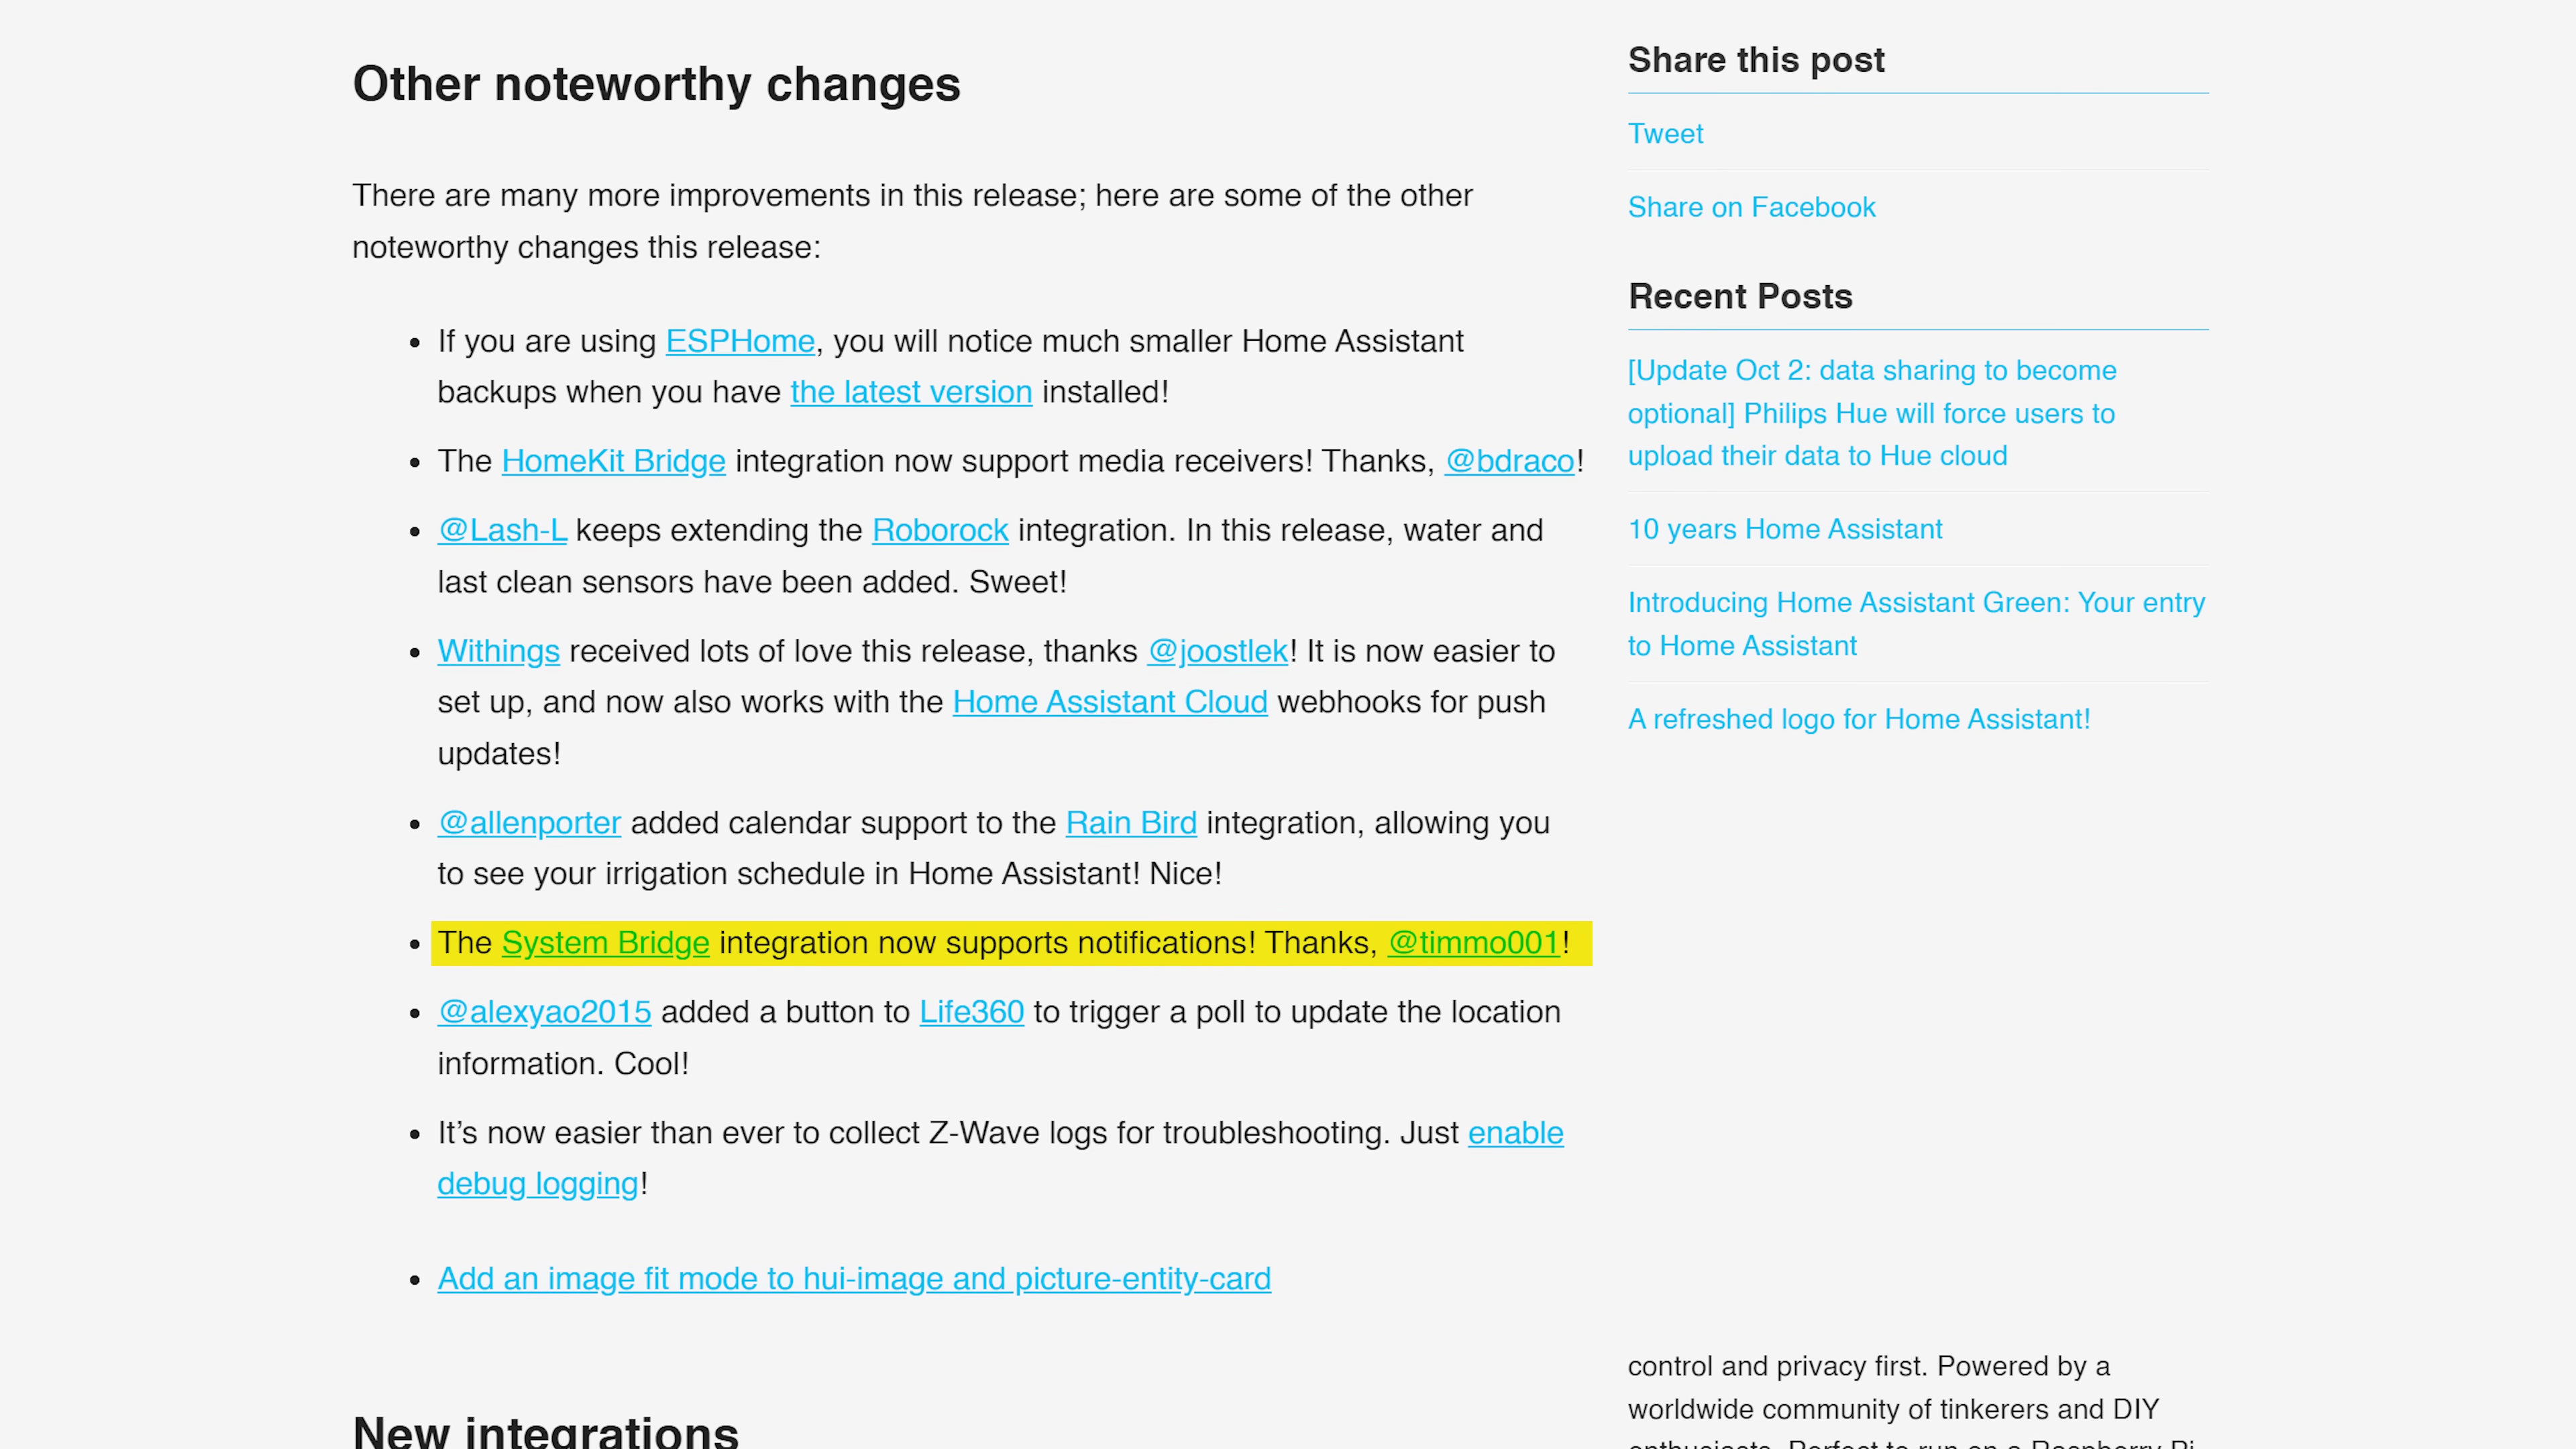 Other noteworthy changes
There are many more improvements in this release; here are some of the other
noteworthy changes this release:
• If you are using ESPHome, you will notice much smaller Home Assistant
backups when you have the latest version installed!
• The HomeKit Bridge integration now support media receivers! Thanks, @bdraco!
• @Lash-L keeps extending the Roborock integration. In this release, water and
last clean sensors have been added. Sweet!
• Withings received lots of love this release, thanks @joostlek! It is now easier to
set up, and now also works with the Home Assistant Cloud webhooks for push
updates!
• @allenporter added calendar support to the Rain Bird integration, allowing you
to see your irrigation schedule in Home Assistant! Nice!
• The System Bridge integration now supports notifications! Thanks, @timmo001!
• @alexyao2015 added a button to Life360 to trigger a poll to update the location
information. Cool!
• It’s now easier than ever to collect Z-Wave logs for troubleshooting. Just enable
debug logging!
• Add an image fit mode to hui-image and picture-entity-card
New integrations
Share this post
Tweet
Share on Facebook
Recent Posts
[Update Oct 2: data sharing to become
optional] Philips Hue will force users to
upload their data to Hue cloud
10 years Home Assistant
Introducing Home Assistant Green: Your entry
to Home Assistant
A refreshed logo for Home Assistant!
control and privacy first. Powered by a
worldwide community of tinkerers and DIY
enthusiasts. Perfect to run on a Raspberry Pi